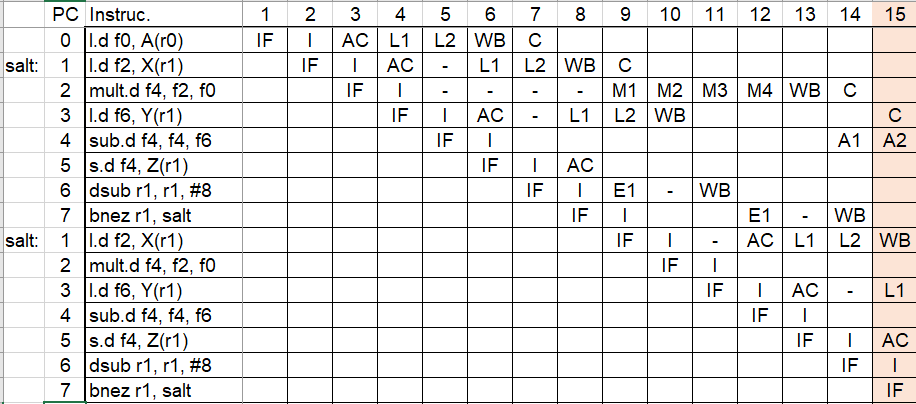 PC Instruc. 1 2 3 4 5 6 7 8 9 10 11 12 13 14 15
0 l.d f0, A(r0) IF I AC L1 L2 WB C
salt: 1 l.d f2, X(r1) IF I AC - L1 L2 WB C
2 mult.d f4, f2, f0 IF I - - - - M1 M2 M3 M4 WB C
3 l.d f6, Y(r1) IF I AC - L1 L2 WB C
4 sub.d f4, f4, f6 IF I A1 A2
5 s.d f4, Z(r1) IF I AC
6 dsub r1, r1, #8 IF I E1 - WB
7 bnez r1, salt IF I E1 - WB
salt: 1 l.d f2, X(r1) IF I - AC L1 L2 WB
2 mult.d f4, f2, f0 IF I
3 l.d f6, Y(r1) IF I AC - L1
4 sub.d f4, f4, f6 IF I
5 s.d f4, Z(r1) IF I AC
6 dsub r1, r1, #8 IF I
7 bnez r1, salt IF